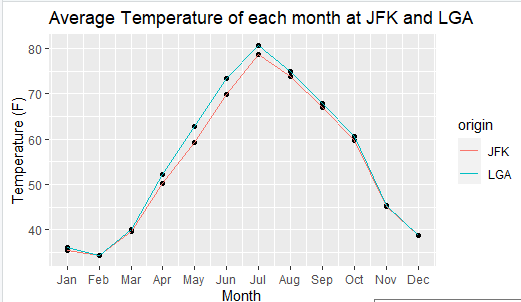 Average Temperature of each month at JFK and LGA
80
70
60
50
40
Temperature (F)
Jan Feb Mar Apr May Jun Jul Aug Sep Oct Nov Dec
Month
origin
JFK
LGA